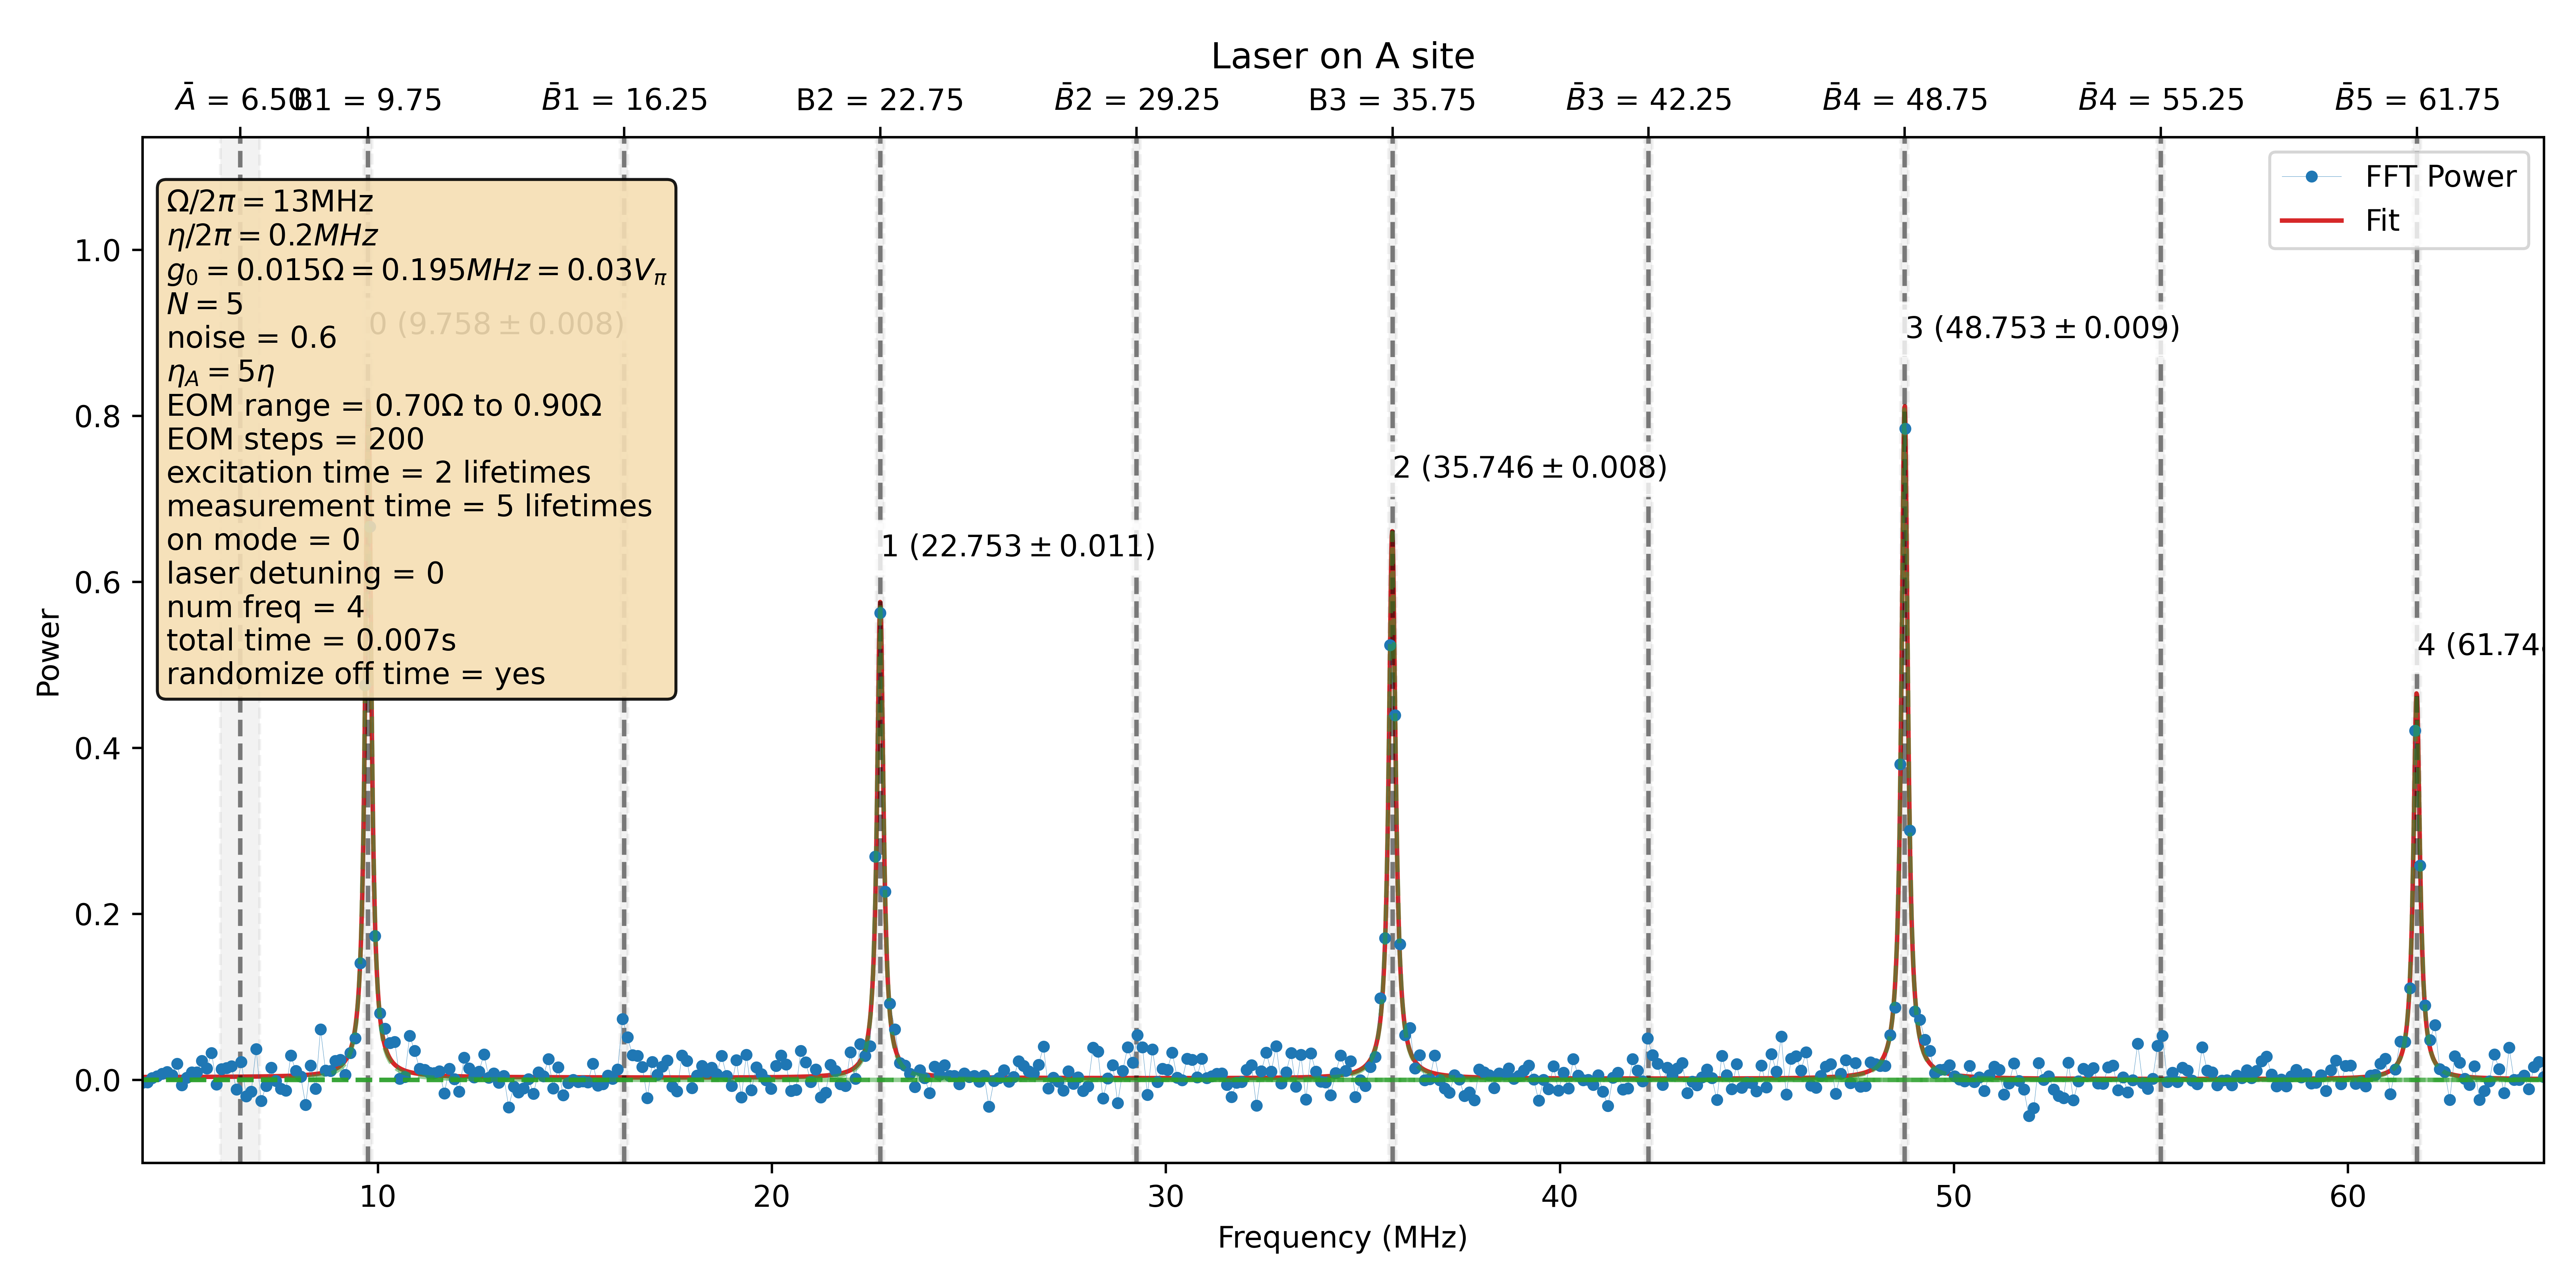 Laser on A site
Ā = 6.50 B1 = 9.75 B̄1 = 16.25 B2 = 22.75 B̄2 = 29.25 B3 = 35.75 B̄3 = 42.25 B̄4 = 48.75 B̄4 = 55.25 B̄5 = 61.75
FFT Power
Fit
Ω/2π = 13MHz
η/2π = 0.2MHz
g₀ = 0.015Ω = 0.195MHz = 0.03Vπ
N = 5
noise = 0.6
η_A = 5η
EOM range = 0.70Ω to 0.90Ω
EOM steps = 200
excitation time = 2 lifetimes
measurement time = 5 lifetimes
on mode = 0
laser detuning = 0
num freq = 4
total time = 0.007s
randomize off time = yes
0 (9.758 ± 0.008)
1 (22.753 ± 0.011)
2 (35.746 ± 0.008)
3 (48.753 ± 0.009)
4 (61.74
Power
1.0
0.8
0.6
0.4
0.2
0.0
10 20 30 40 50 60
Frequency (MHz)